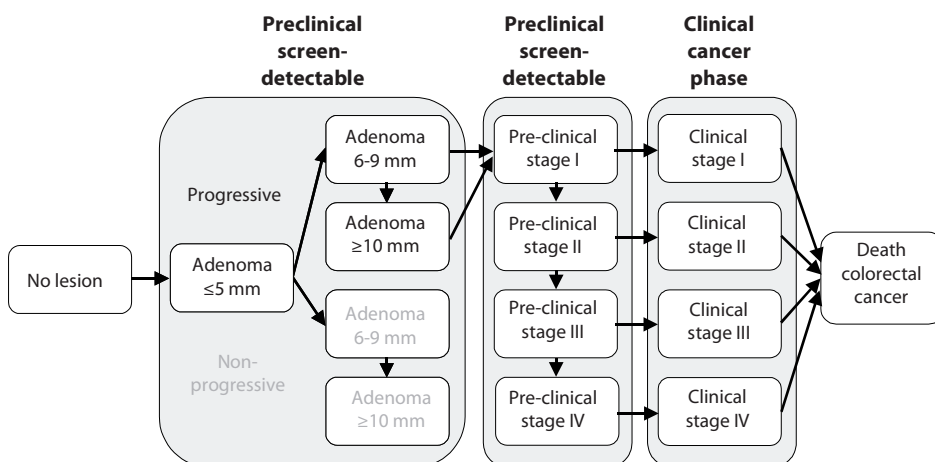 Preclinical
screen-
detectable
Preclinical
screen-
detectable
Clinical
cancer
phase
No lesion
Progressive
Adenoma
≤5 mm
Non-
progressive
Adenoma
6-9 mm
Adenoma
≥10 mm
Adenoma
6-9 mm
Adenoma
≥10 mm
Pre-clinical
stage I
Pre-clinical
stage II
Pre-clinical
stage III
Pre-clinical
stage IV
Clinical
stage I
Clinical
stage II
Clinical
stage III
Clinical
stage IV
Death
colorectal
cancer